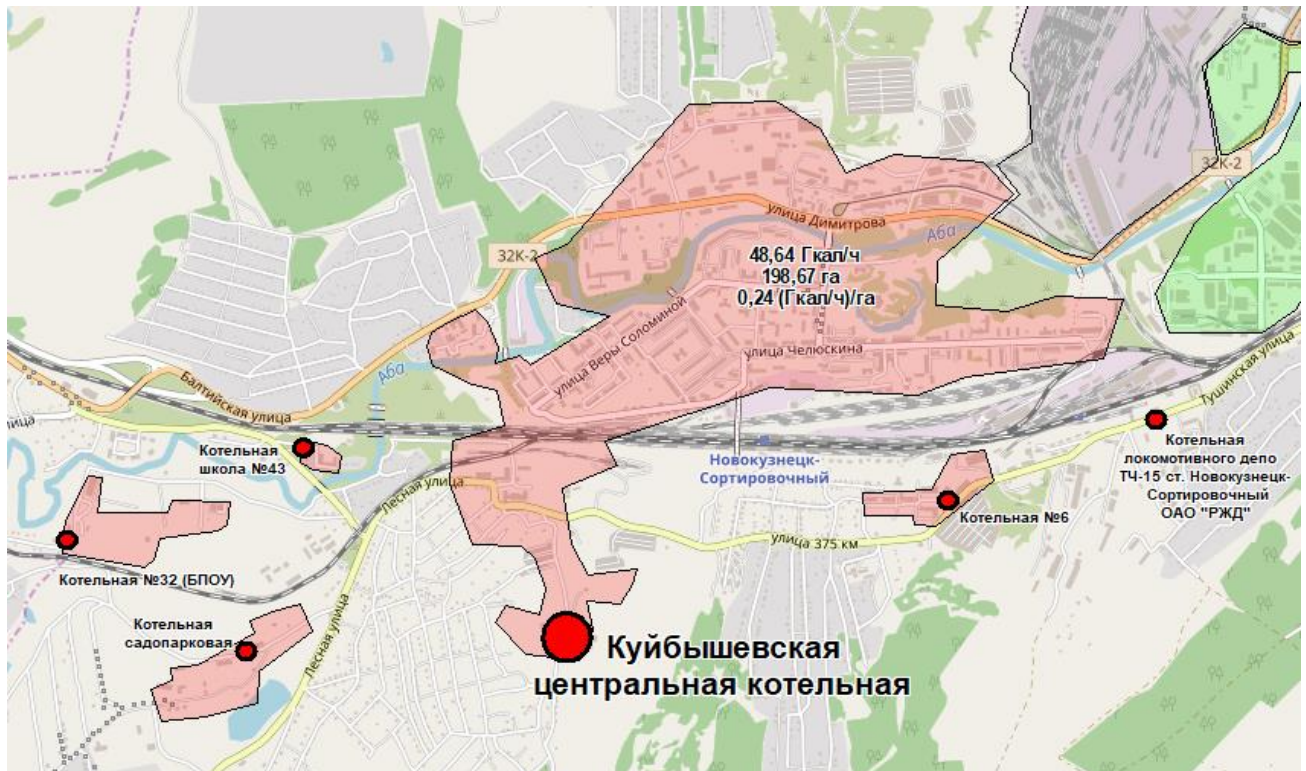 32К-2
улица Димитрова
Аба
32К-2
48,64 Гкал/ч
198,67 га
0,24 (Гкал/ч)/га
улица Веры Соломиной
улица Челюскина
Аба
Балтийская улица
улица
Тушинская улица
Котельная
школа №43
Новокузнецк-
Сортировочный
Котельная
локомотивного депо
ТЧ-15 ст. Новокузнецк-
Сортировочный
ОАО "РЖД"
Лесная улица
Котельная №6
улица 375 км
Котельная №32 (БПОУ)
Котельная
садопарковая
Лесная улица
Куйбышевская
центральная котельная